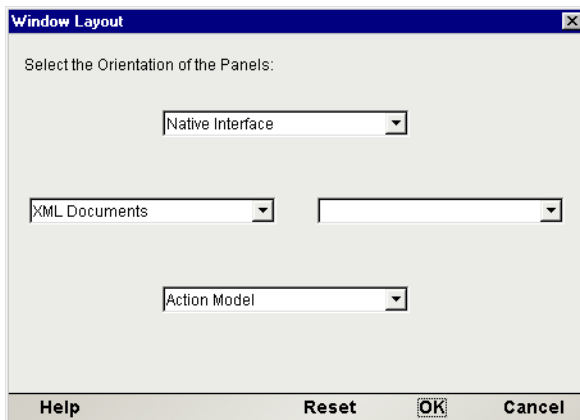 Window Layout
Select the Orientation of the Panels:
Native Interface
XML Documents
Action Model
Help Reset OK Cancel